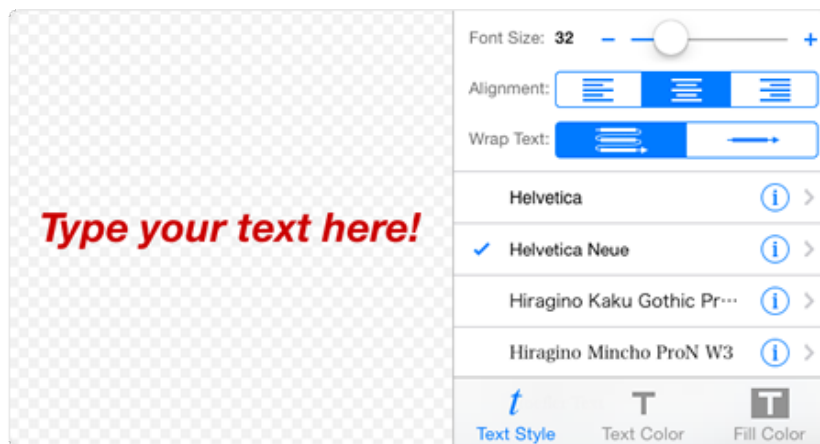 Font Size: 32 - +
Alignment:
Wrap Text:
Type your text here!
Helvetica
Helvetica Neue
Hiragino Kaku Gothic Pr···
Hiragino Mincho ProN W3
t T T
Text Style Text Color Fill Color